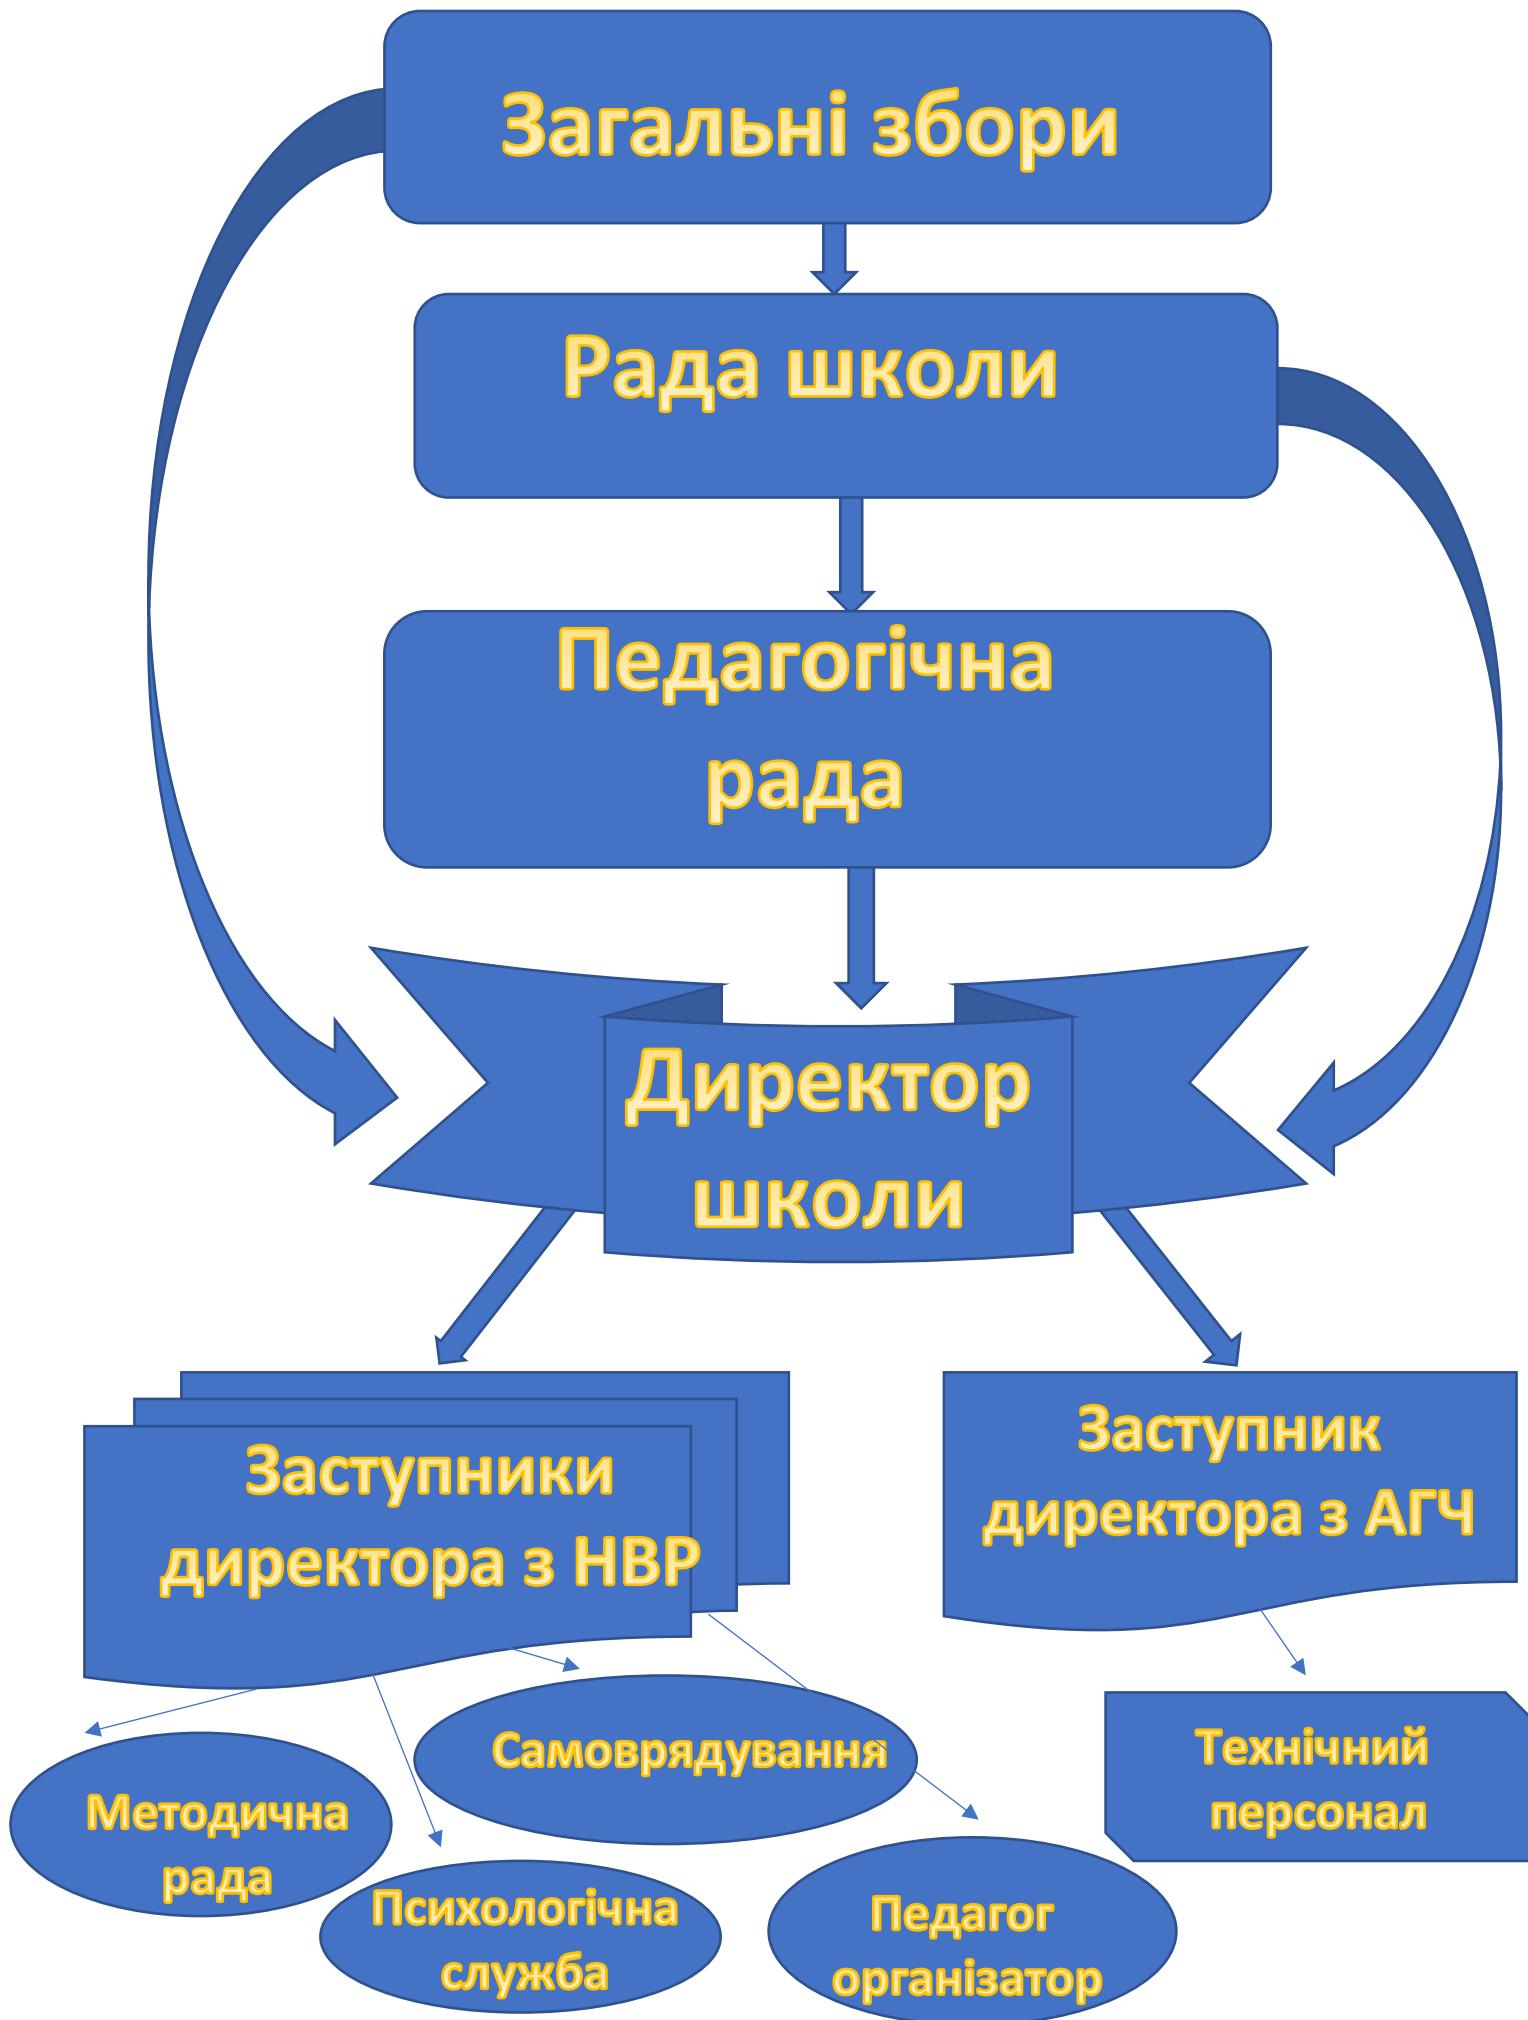 Загальні збори
Рада школи
Педагогічна
рада
Директор
школи
Заступники
директора з НВР
Заступник
директора з АГЧ
Самоврядування
Технічний
персонал
Методична
рада
Психологічна
служба
Педагог
організатор